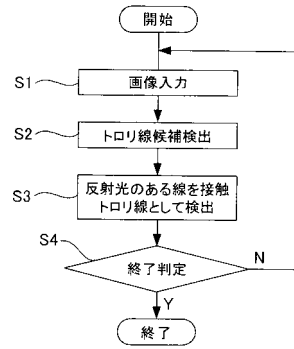 開始
S1
画像入力
S2
トロリ線候補検出
S3
反射光のある線を接触
トロリ線として検出
S4
終了判定
N
Y
終了